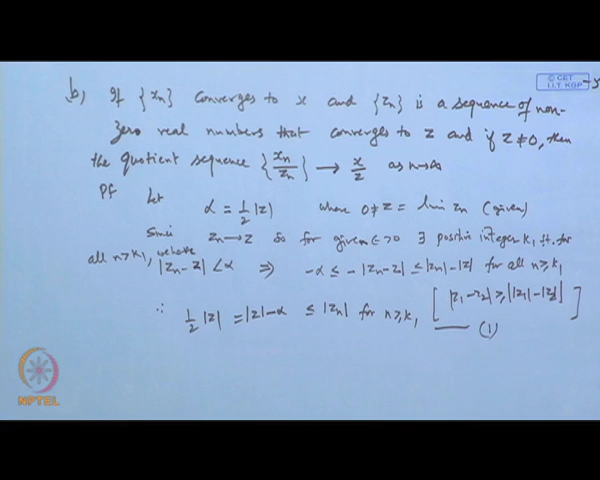 © CET
I.I.T. KGP
b) If {xn} converges to x and {zn} is a sequence of non-
zero real numbers that converges to z and if z≠0, then
the quotient sequence {xn/zn} → x/z as n→∞
Pf Let α = 1/2 |z| where 0≠z = lim zn (given)
Since zn→z so for given ε>0 ∃ positive integer k1 st. for
all n≥k1, we have |zn-z| < α ⇒ -α ≤ -|zn-z| ≤ |zn|-|z| for all n≥k1
∴ 1/2 |z| = |z|-α ≤ |zn| for n≥k1 [|z1-z2| ≥ ||z1|-|z2||]
—— (1)
NPTEL